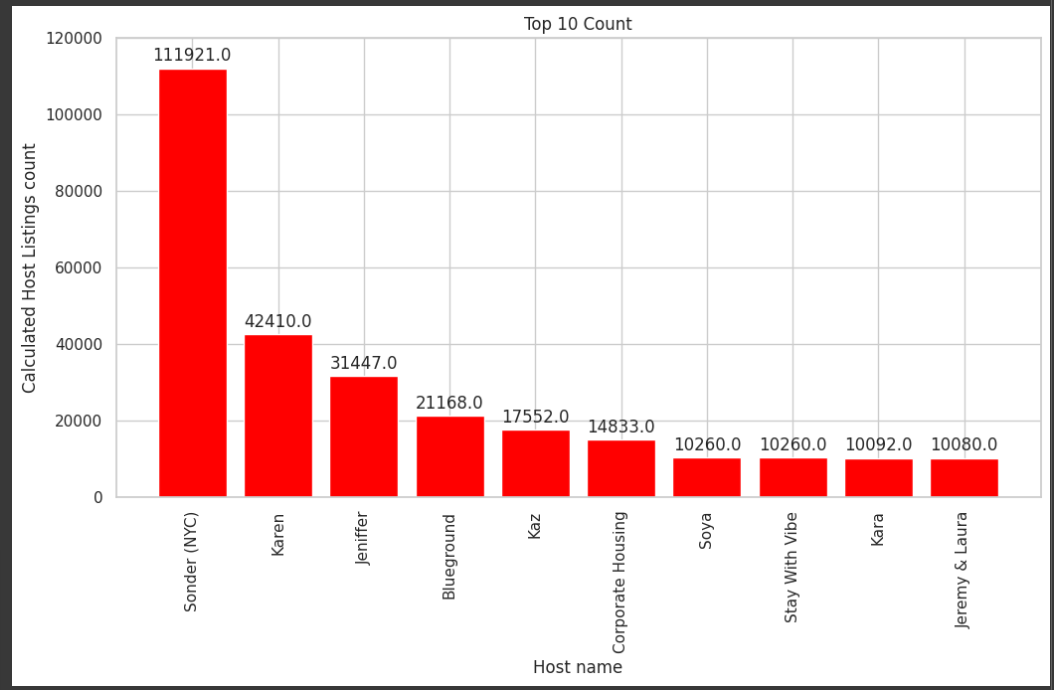 Top 10 Count
Calculated Host Listings count
120000
100000
80000
60000
40000
20000
0
111921.0
42410.0
31447.0
21168.0
17552.0
14833.0
10260.0
10260.0
10092.0
10080.0
Sonder (NYC)
Karen
Jeniffer
Blueground
Kaz
Corporate Housing
Soya
Stay With Vibe
Kara
Jeremy & Laura
Host name